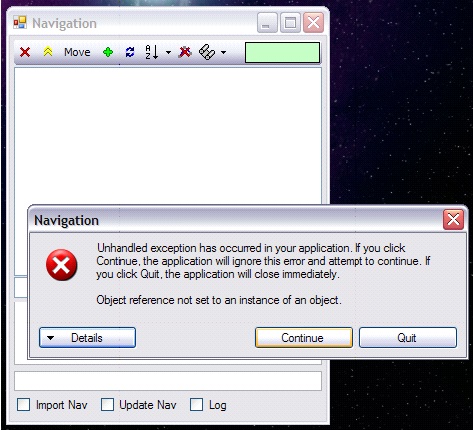 Navigation
Move
A
Z
Navigation
Unhandled exception has occurred in your application. If you click
Continue, the application will ignore this error and attempt to continue. If
you click Quit, the application will close immediately.
Object reference not set to an instance of an object.
Details Continue Quit
Import Nav Update Nav Log